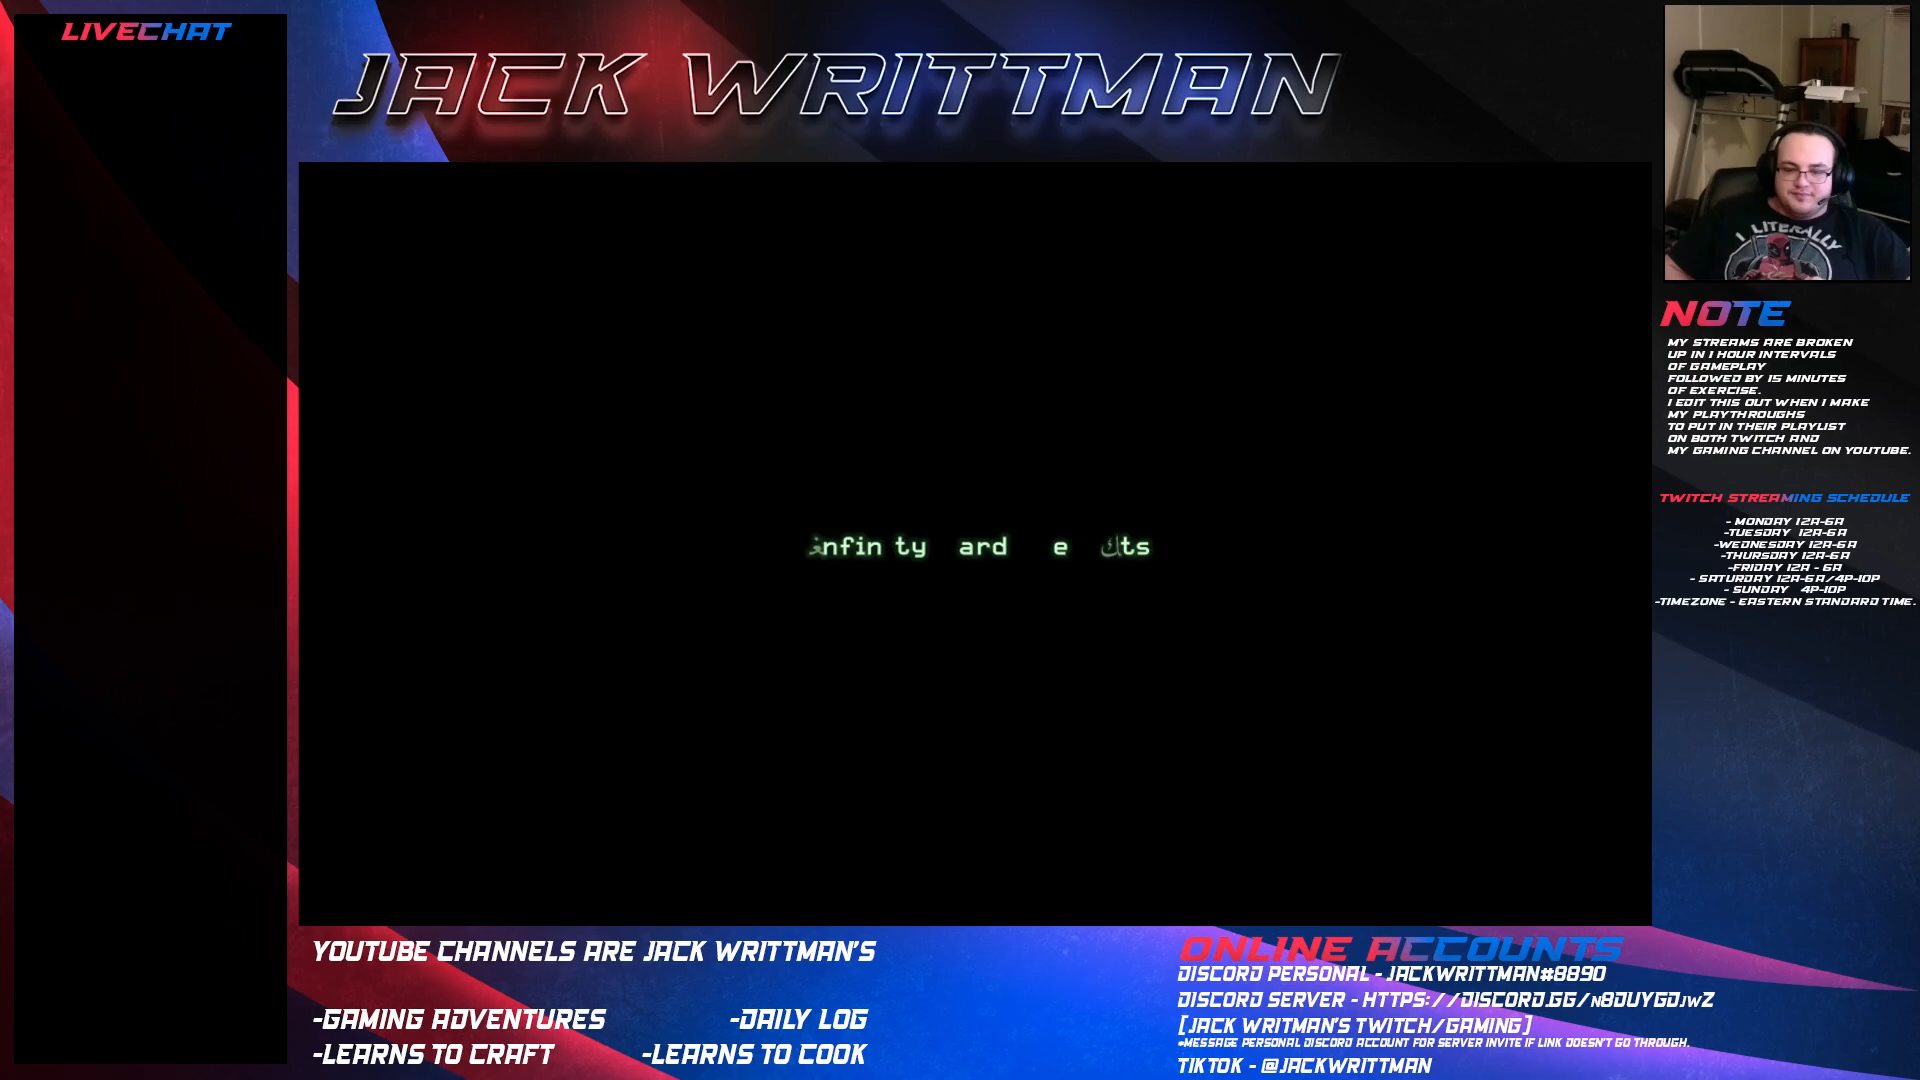 LIVECHAT
JACK WRITTMAN
nfin ty ard e ts
I LITERALLY
NOTE
MY STREAMS ARE BROKEN
UP IN 1 HOUR INTERVALS
OF GAMEPLAY
FOLLOWED BY 15 MINUTES
OF EXERCISE.
I EDIT THIS OUT WHEN I MAKE
MY PLAYTHROUGHS
TO PUT IN THEIR PLAYLIST
ON BOTH TWITCH AND
MY GAMING CHANNEL ON YOUTUBE.
TWITCH STREAMING SCHEDULE
- MONDAY 12A-6A
-TUESDAY 12A-6A
-WEDNESDAY 12A-6A
-THURSDAY 12A-6A
-FRIDAY 12A - 6A
- SATURDAY 12A-6A/4P-10P
- SUNDAY 4P-10P
-TIMEZONE - EASTERN STANDARD TIME.
YOUTUBE CHANNELS ARE JACK WRITTMAN'S
-GAMING ADVENTURES -DAILY LOG
-LEARNS TO CRAFT -LEARNS TO COOK
ONLINE ACCOUNTS
DISCORD PERSONAL - JACKWRITTMAN#8890
DISCORD SERVER - HTTPS://DISCORD.GG/N8DUYGDJWZ
[JACK WRITMAN'S TWITCH/GAMING]
*MESSAGE PERSONAL DISCORD ACCOUNT FOR SERVER INVITE IF LINK DOESN'T GO THROUGH.
TIKTOK - @JACKWRITTMAN